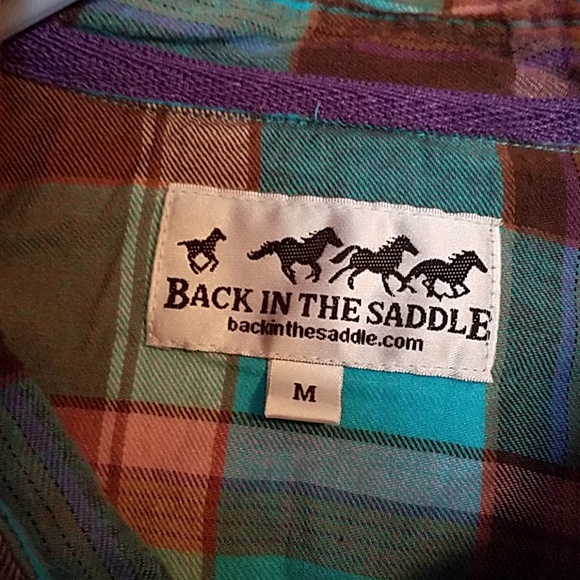 BACK IN THE SADDLE
backinthesaddle.com
M